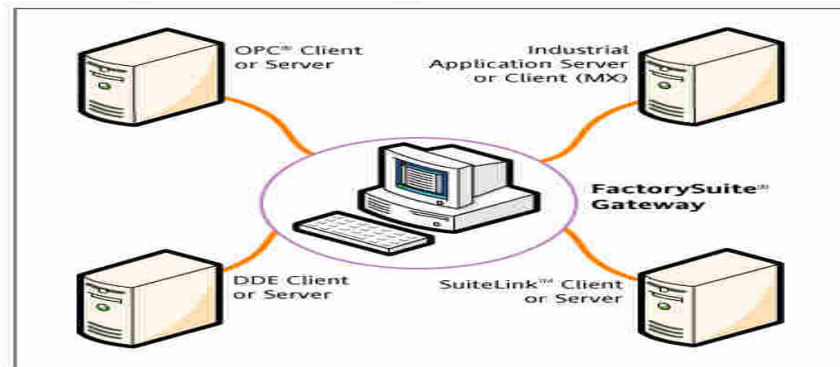 OPC® Client
or Server
Industrial
Application Server
or Client (MX)
FactorySuite®
Gateway
DDE Client
or Server
SuiteLink™ Client
or Server